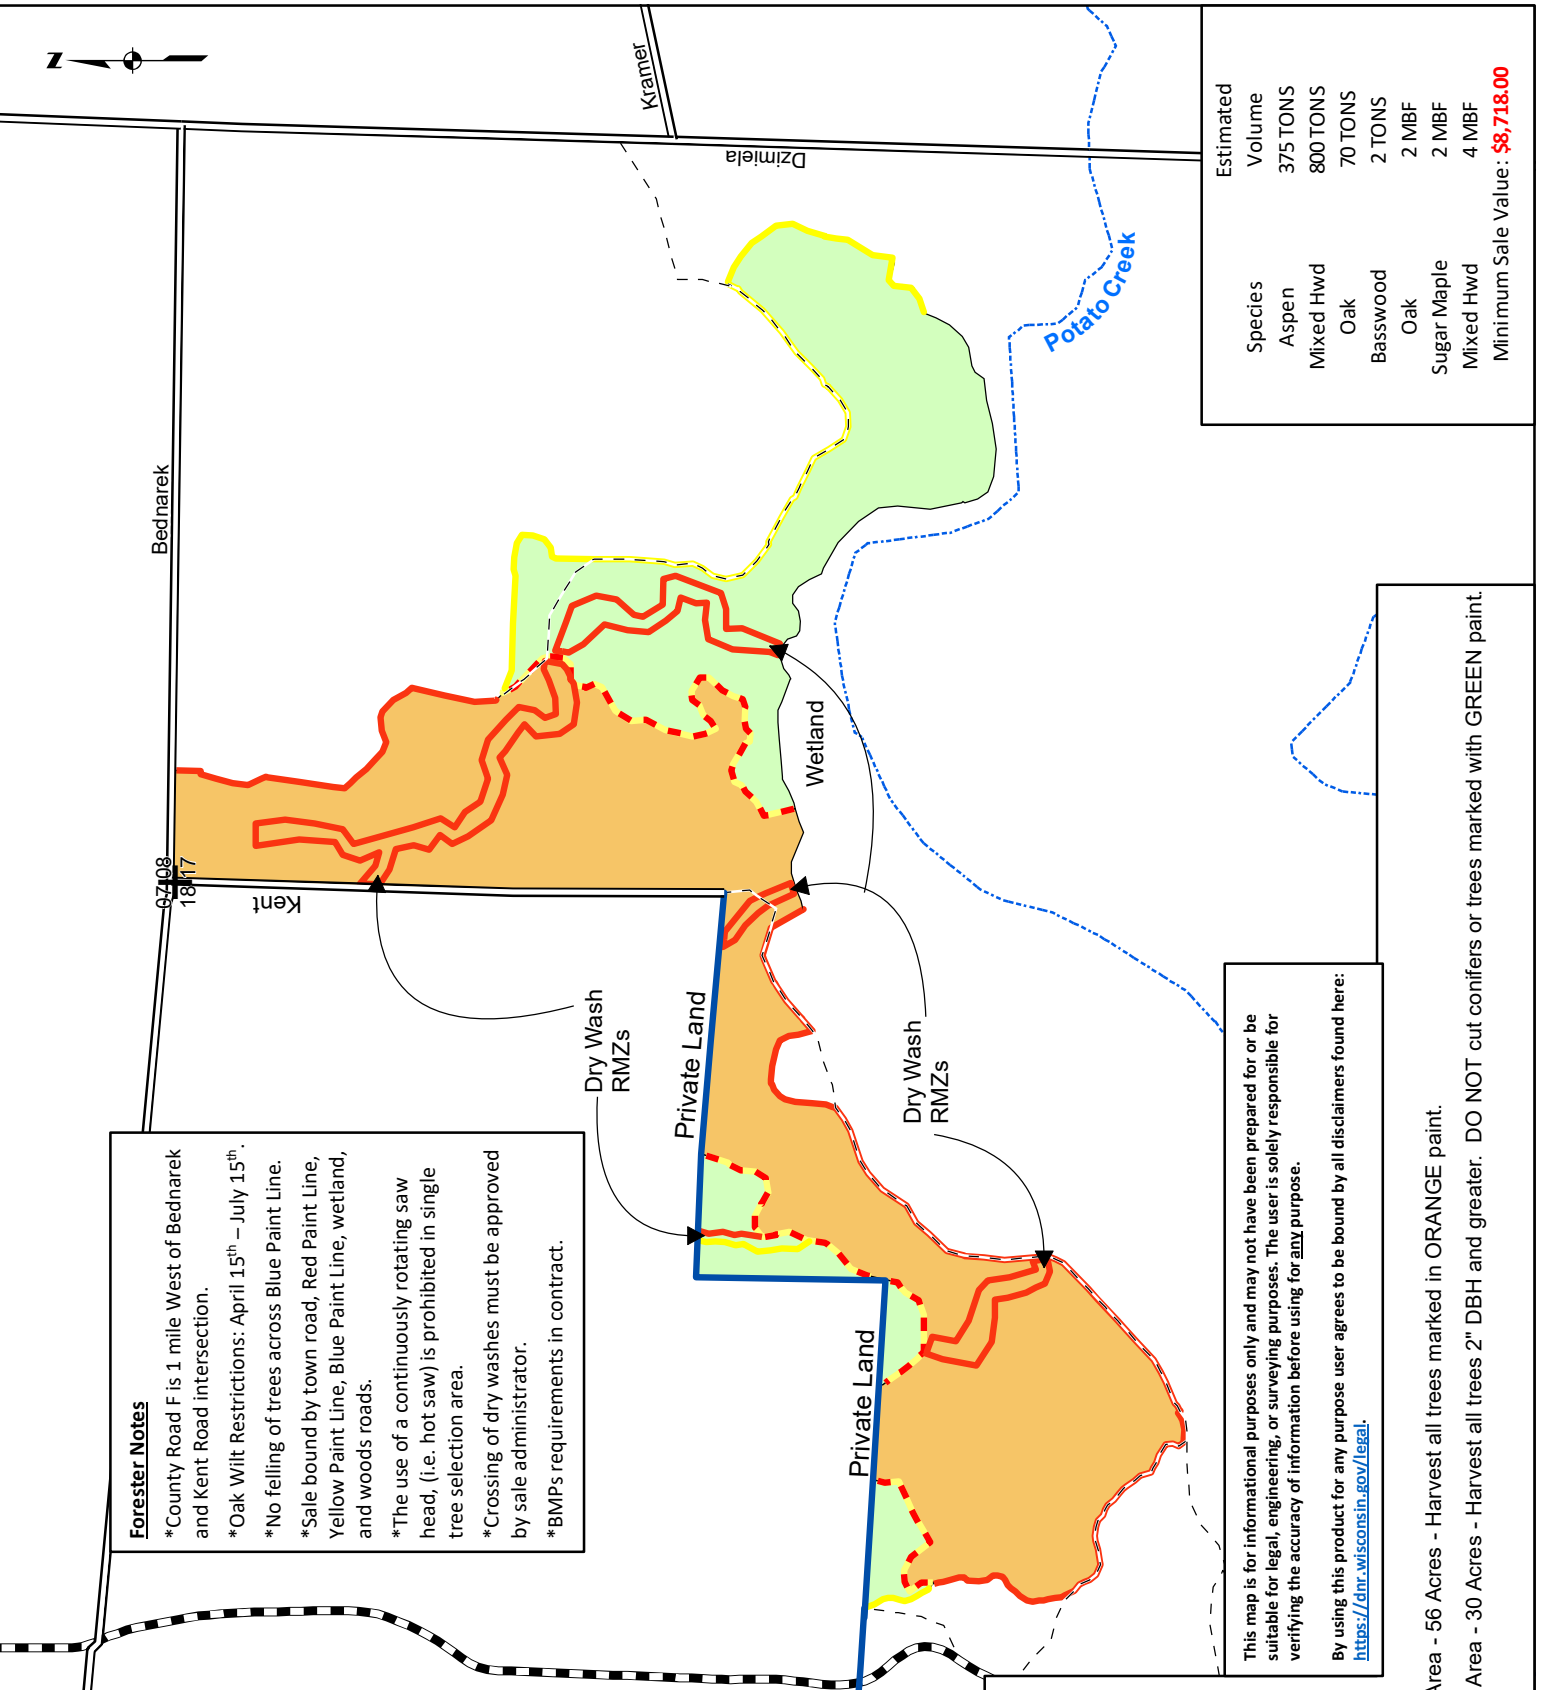 N
Kramer
Dzimiela
Bednarek
07 08
18 17
Kent
Forester Notes
*County Road F is 1 mile West of Bednarek
and Kent Road intersection.
*Oak Wilt Restrictions: April 15th – July 15th.
*No felling of trees across Blue Paint Line.
*Sale bound by town road, Red Paint Line,
Yellow Paint Line, Blue Paint Line, wetland,
and woods roads.
*The use of a continuously rotating saw
head, (i.e. hot saw) is prohibited in single
tree selection area.
*Crossing of dry washes must be approved
by sale administrator.
*BMPs requirements in contract.
Dry Wash
RMZs
Private Land
Private Land
Dry Wash
RMZs
Wetland
Potato Creek
Estimated
Species Volume
Aspen 375 TONS
Mixed Hwd 800 TONS
Oak 70 TONS
Basswood 2 TONS
Oak 2 MBF
Sugar Maple 2 MBF
Mixed Hwd 4 MBF
Minimum Sale Value: $8,718.00
This map is for informational purposes only and may not have been prepared for or be
suitable for legal, engineering, or surveying purposes. The user is solely responsible for
verifying the accuracy of information before using for any purpose.
By using this product for any purpose user agrees to be bound by all disclaimers found here:
https://dnr.wisconsin.gov/legal.
Area - 56 Acres - Harvest all trees marked in ORANGE paint.
Area - 30 Acres - Harvest all trees 2" DBH and greater. DO NOT cut conifers or trees marked with GREEN paint.